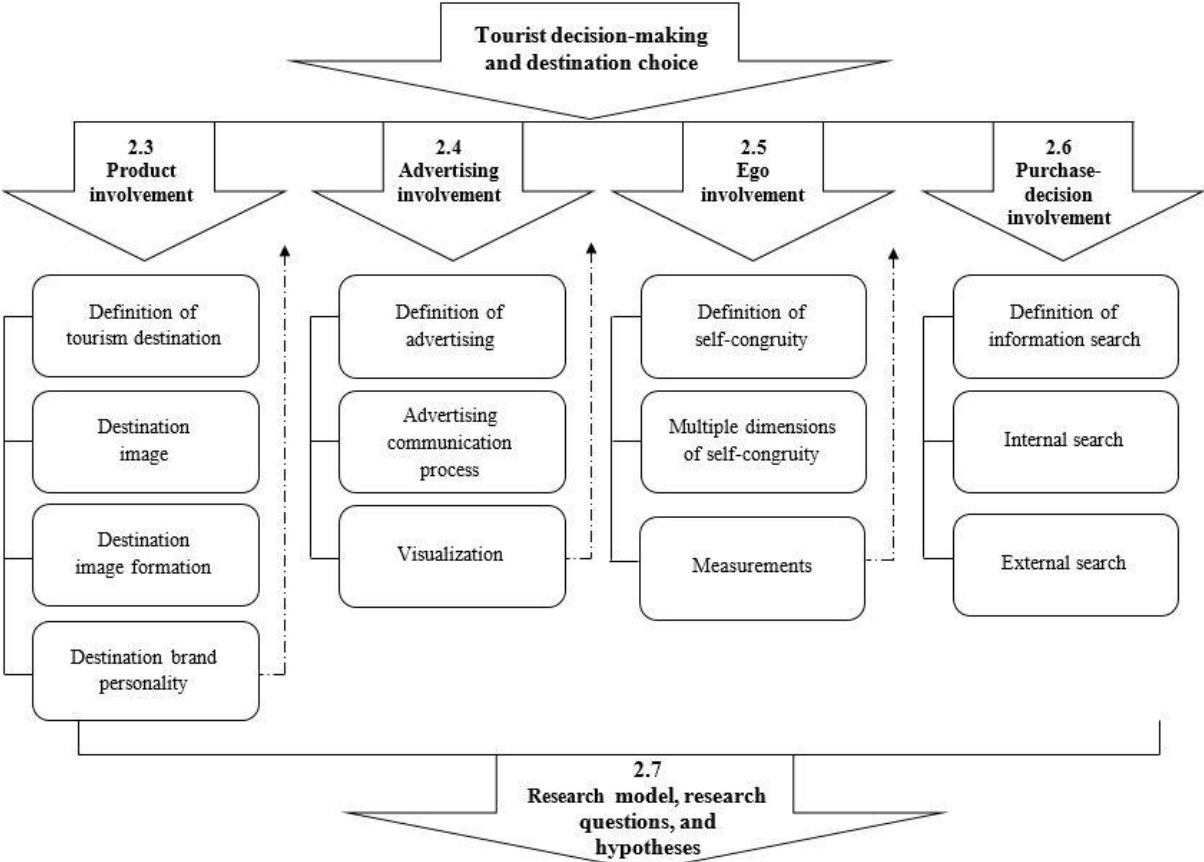 Tourist decision-making
and destination choice
2.3
Product
involvement
2.4
Advertising
involvement
2.5
Ego
involvement
2.6
Purchase-
decision
involvement
Definition of
tourism destination
Destination
image
Destination
image formation
Destination brand
personality
Definition of
advertising
Advertising
communication
process
Visualization
Definition of
self-congruity
Multiple dimensions
of self-congruity
Measurements
Definition of
information search
Internal search
External search
2.7
Research model, research
questions, and
hypotheses